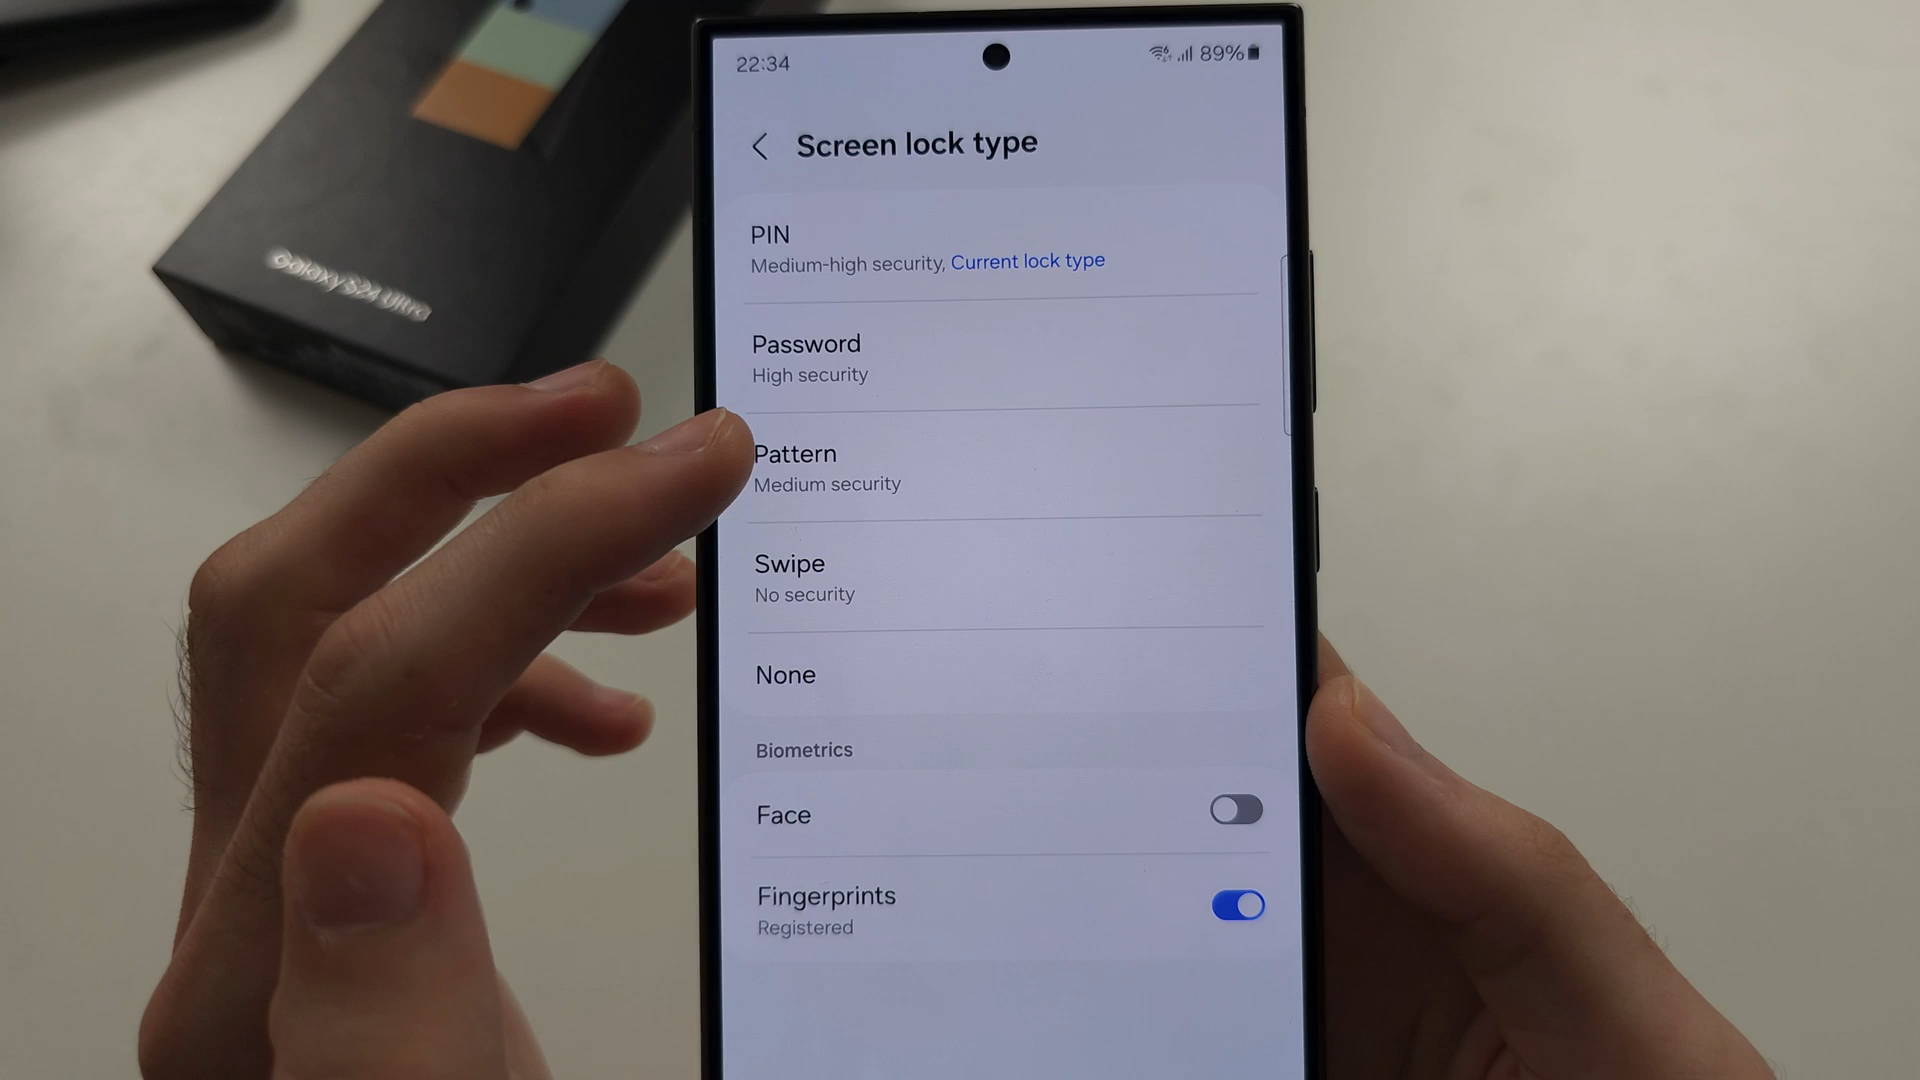 22:34
89%
Screen lock type
PIN
Medium-high security, Current lock type
Password
High security
Pattern
Medium security
Swipe
No security
None
Biometrics
Face
Fingerprints
Registered
Galaxy S24 Ultra